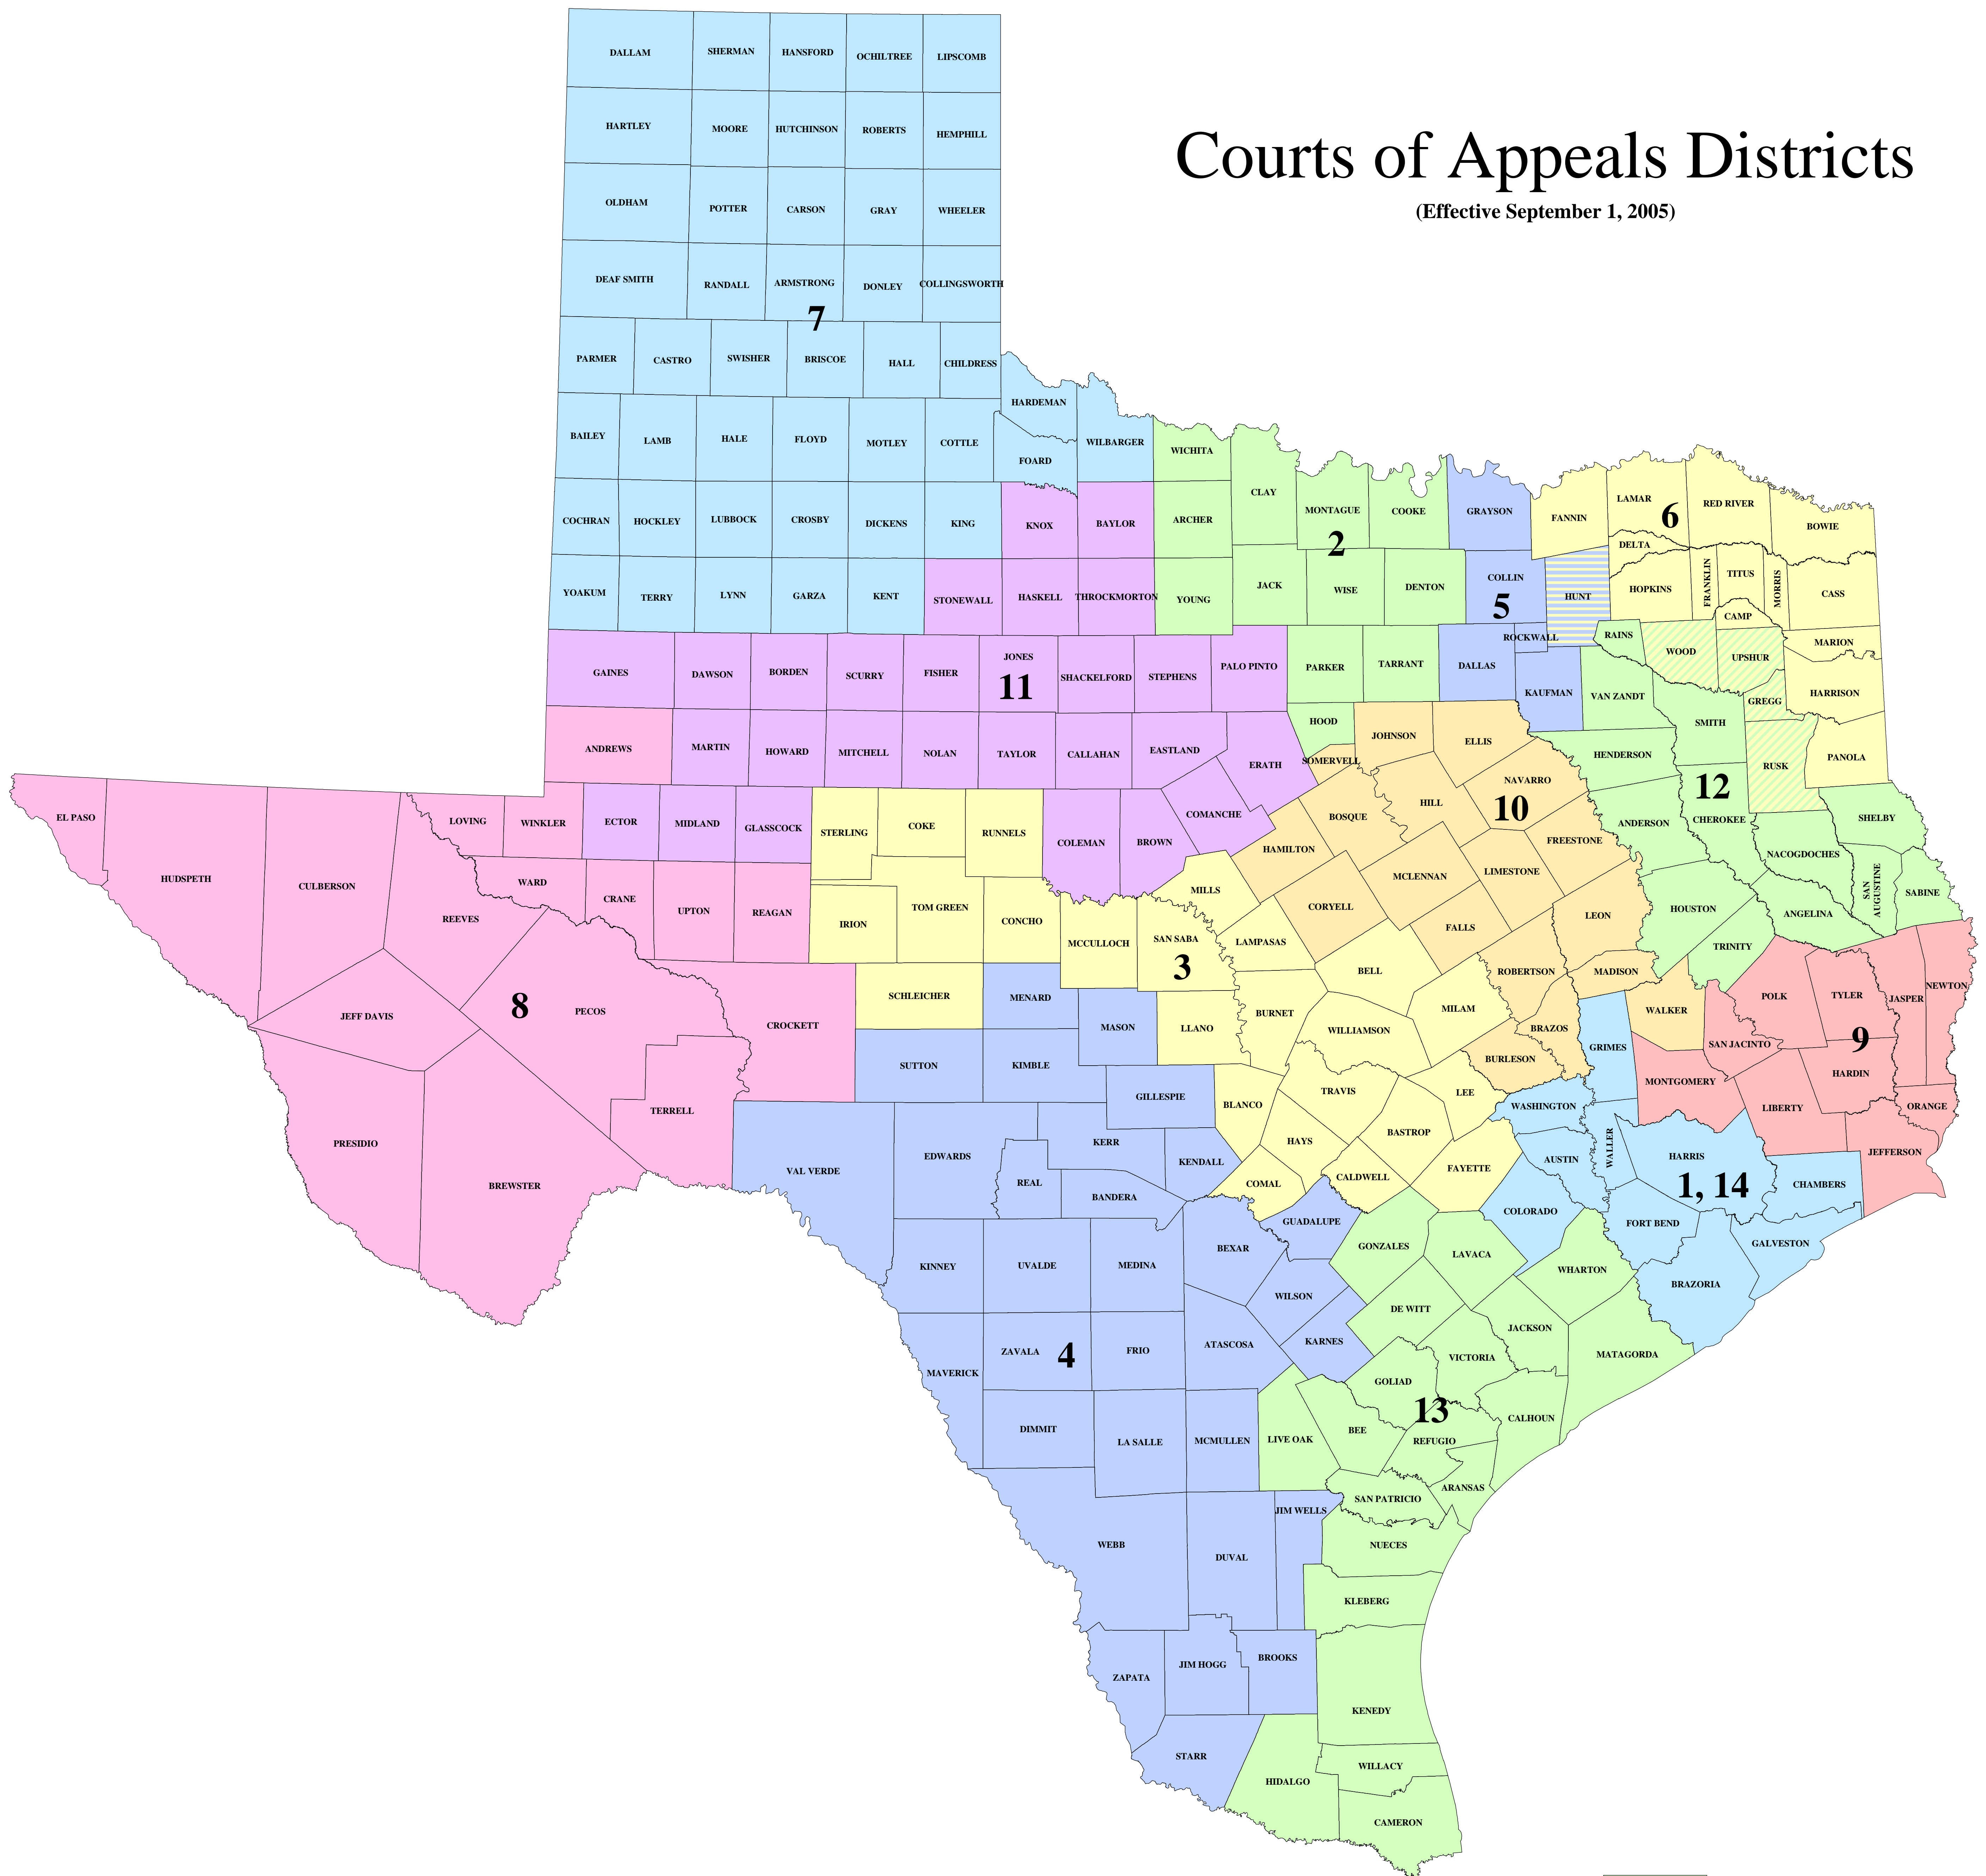 Courts of Appeals Districts
(Effective September 1, 2005)
DALLAM SHERMAN HANSFORD OCHILTREE LIPSCOMB
HARTLEY MOORE HUTCHINSON ROBERTS HEMPHILL
OLDHAM POTTER CARSON GRAY WHEELER
DEAF SMITH RANDALL ARMSTRONG DONLEY COLLINGSWORTH
7
PARMER CASTRO SWISHER BRISCOE HALL CHILDRESS
HARDEMAN
BAILEY LAMB HALE FLOYD MOTLEY COTTLE FOARD WILBARGER WICHITA
CLAY MONTAGUE COOKE GRAYSON FANNIN LAMAR 6 RED RIVER BOWIE
COCHRAN HOCKLEY LUBBOCK CROSBY DICKENS KING KNOX BAYLOR ARCHER
2
DELTA
YOAKUM TERRY LYNN GARZA KENT STONEWALL HASKELL THROCKMORTON YOUNG JACK WISE DENTON COLLIN 5 HUNT HOPKINS FRANKLIN TITUS MORRIS CASS
CAMP
ROCKWALL RAINS WOOD UPSHUR MARION
GAINES DAWSON BORDEN SCURRY FISHER JONES 11 SHACKELFORD STEPHENS PALO PINTO PARKER TARRANT DALLAS KAUFMAN VAN ZANDT SMITH GREGG HARRISON
ANDREWS MARTIN HOWARD MITCHELL NOLAN TAYLOR CALLAHAN EASTLAND ERATH HOOD SOMERVELL JOHNSON ELLIS NAVARRO HENDERSON RUSK PANOLA
12
10
EL PASO LOVING WINKLER ECTOR MIDLAND GLASSCOCK STERLING COKE RUNNELS COLEMAN BROWN COMANCHE BOSQUE HILL FREESTONE ANDERSON CHEROKEE SHELBY
HAMILTON NACOGDOCHES
HUDSPETH CULBERSON REEVES WARD CRANE UPTON REAGAN IRION TOM GREEN CONCHO MILLS CORYELL MCLENNAN LIMESTONE HOUSTON ANGELINA SAN AUGUSTINE SABINE
MCCULLOCH SAN SABA LAMPASAS FALLS LEON TRINITY
3
8
JEFF DAVIS PECOS CROCKETT SCHLEICHER MENARD MASON LLANO BURNET BELL WILLIAMSON MILAM ROBERTSON MADISON WALKER POLK TYLER JASPER NEWTON
BRAZOS GRIMES SAN JACINTO 9
SUTTON KIMBLE BURLESON MONTGOMERY HARDIN
PRESIDIO TERRELL GILLESPIE BLANCO TRAVIS LEE WASHINGTON LIBERTY ORANGE
BREWSTER VAL VERDE EDWARDS KERR KENDALL HAYS BASTROP AUSTIN WALLER HARRIS JEFFERSON
REAL BANDERA COMAL CALDWELL FAYETTE 1, 14 CHAMBERS
GUADALUPE COLORADO FORT BEND
KINNEY UVALDE MEDINA BEXAR GONZALES LAVACA WHARTON GALVESTON
WILSON DE WITT BRAZORIA
MAVERICK ZAVALA 4 FRIO ATASCOSA KARNES JACKSON
VICTORIA MATAGORDA
GOLIAD
13
DIMMIT LA SALLE MCMULLEN LIVE OAK BEE REFUGIO CALHOUN
SAN PATRICIO ARANSAS
WEBB DUVAL JIM WELLS NUECES
KLEBERG
ZAPATA JIM HOGG BROOKS
KENEDY
STARR WILLACY
HIDALGO
CAMERON